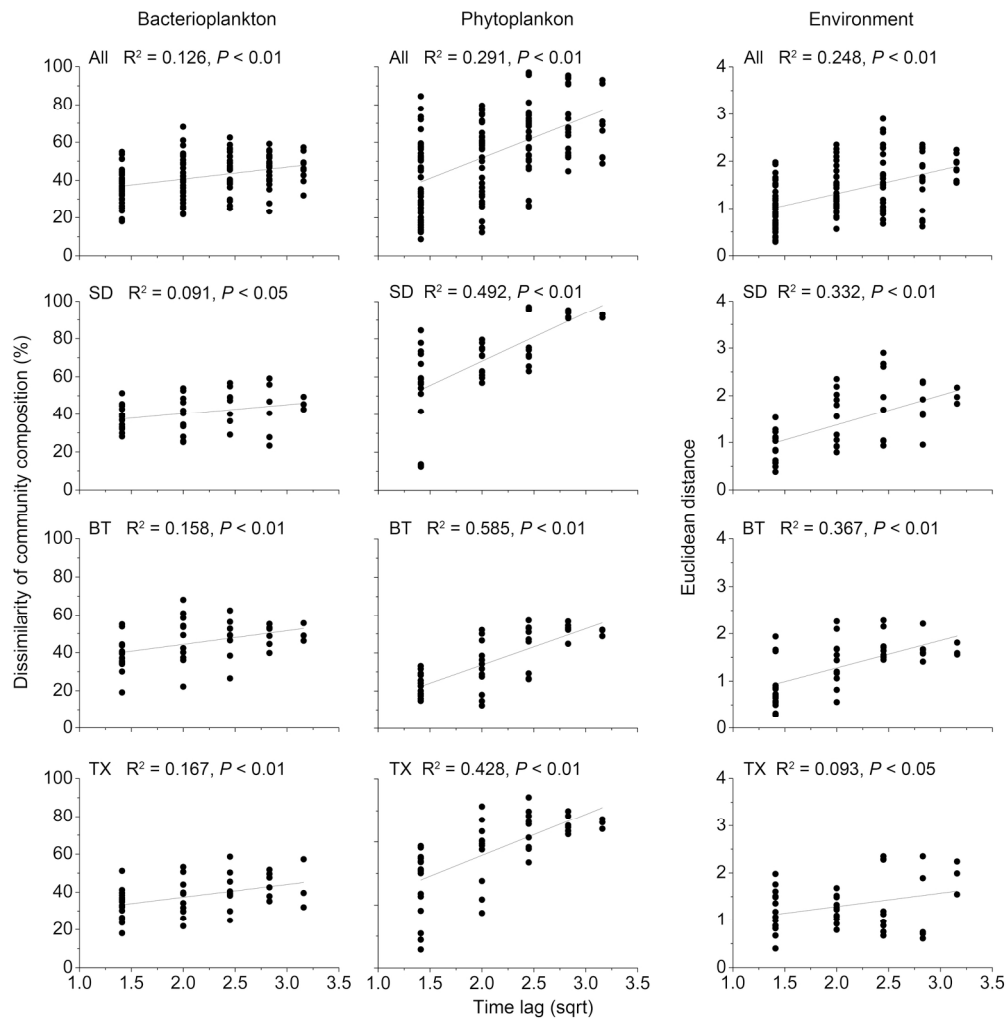 Bacterioplankton Phytoplankon Environment
All R² = 0.126, P < 0.01 All R² = 0.291, P < 0.01 All R² = 0.248, P < 0.01
100 80 60 40 20 0
4 3 2 1 0
SD R² = 0.091, P < 0.05 SD R² = 0.492, P < 0.01 SD R² = 0.332, P < 0.01
100 80 60 40 20 0
4 3 2 1 0
BT R² = 0.158, P < 0.01 BT R² = 0.585, P < 0.01 BT R² = 0.367, P < 0.01
100 80 60 40 20 0
4 3 2 1 0
TX R² = 0.167, P < 0.01 TX R² = 0.428, P < 0.01 TX R² = 0.093, P < 0.05
100 80 60 40 20 0
4 3 2 1 0
1.0 1.5 2.0 2.5 3.0 3.5 1.0 1.5 2.0 2.5 3.0 3.5 1.0 1.5 2.0 2.5 3.0 3.5
Time lag (sqrt)
Dissimilarity of community composition (%)
Euclidean distance